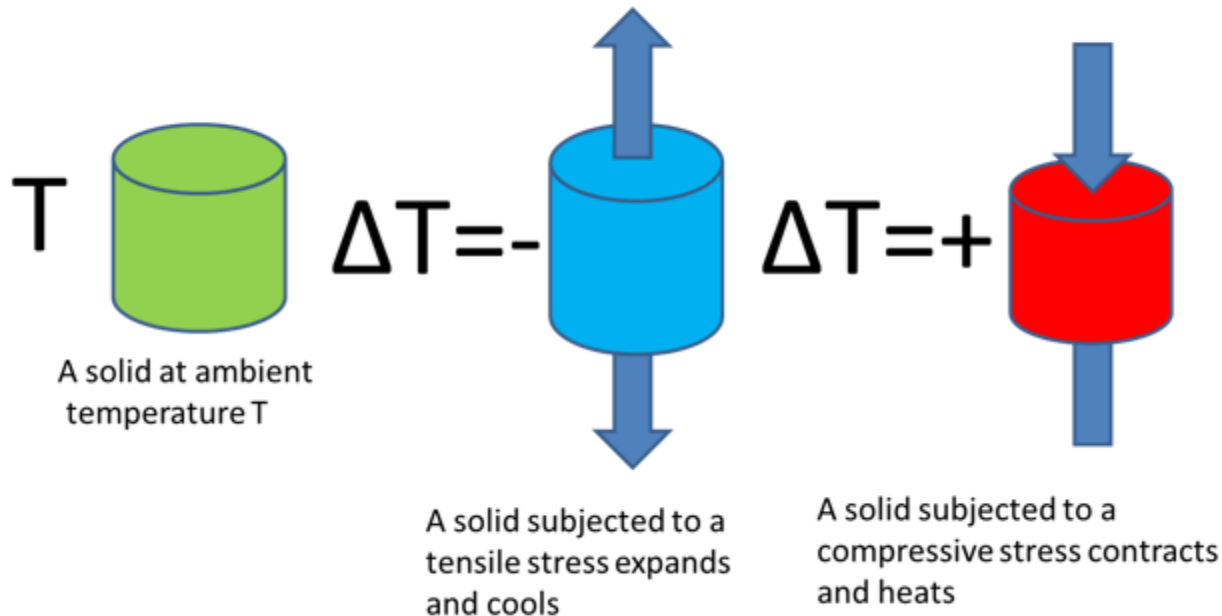 T
ΔT=-
ΔT=+
A solid at ambient
temperature T
A solid subjected to a
tensile stress expands
and cools
A solid subjected to a
compressive stress contracts
and heats